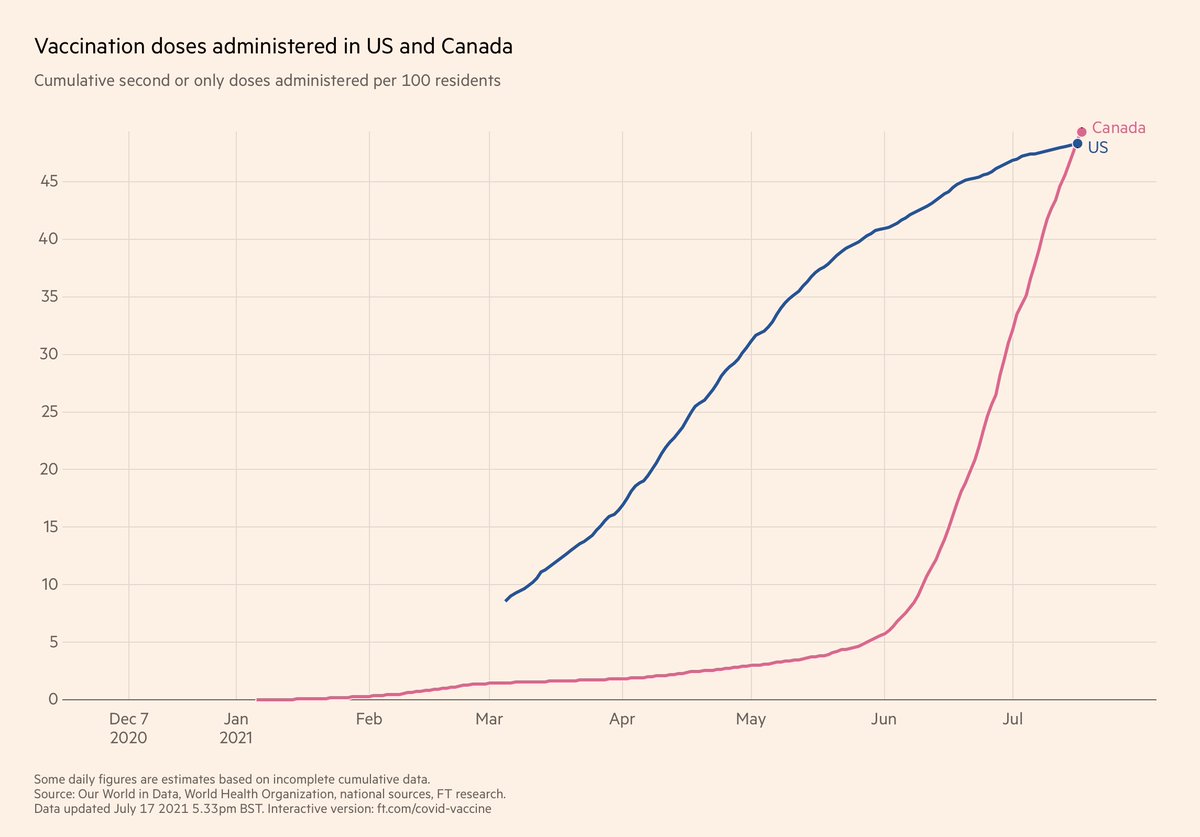 Vaccination doses administered in US and Canada
Cumulative second or only doses administered per 100 residents
Canada
US
45
40
35
30
25
20
15
10
5
0
Dec 7 Jan Feb Mar Apr May Jun Jul
2020 2021
Some daily figures are estimates based on incomplete cumulative data.
Source: Our World in Data, World Health Organization, national sources, FT research.
Data updated July 17 2021 5.33pm BST. Interactive version: ft.com/covid-vaccine